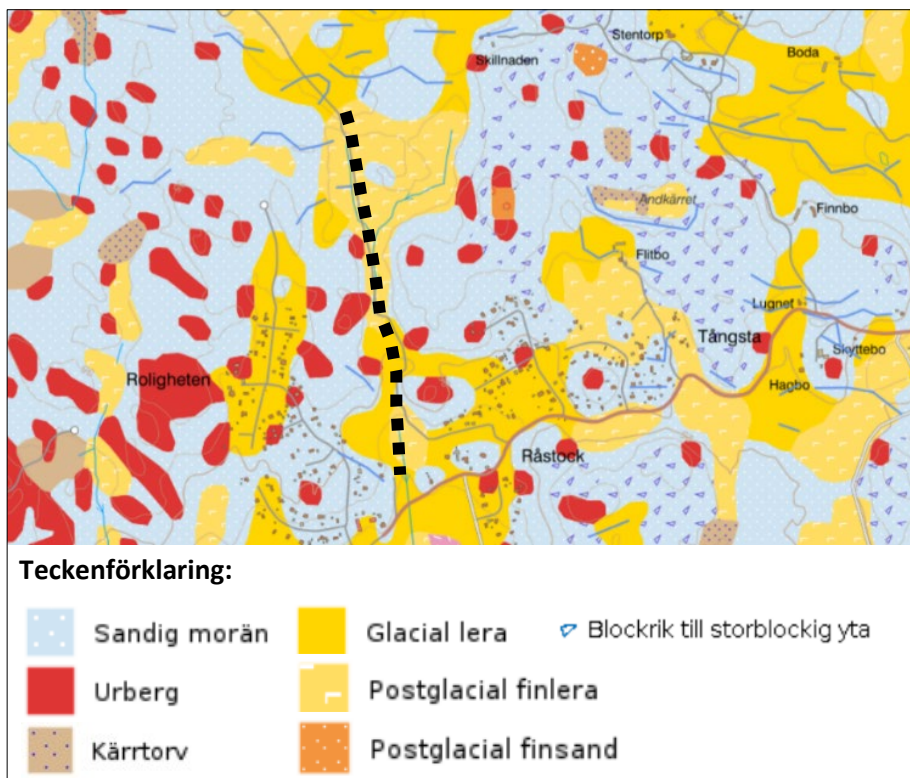 Stentorp
Skillnaden
Boda
Andkärret
Finnbo
Flitbo
Lugnet
Tångsta
Skyttebo
Roligheten
Hagbo
Råstock
Teckenförklaring:
Sandig morän
Glacial lera
Blockrik till storblockig yta
Urberg
Postglacial finlera
Kärrtorv
Postglacial finsand